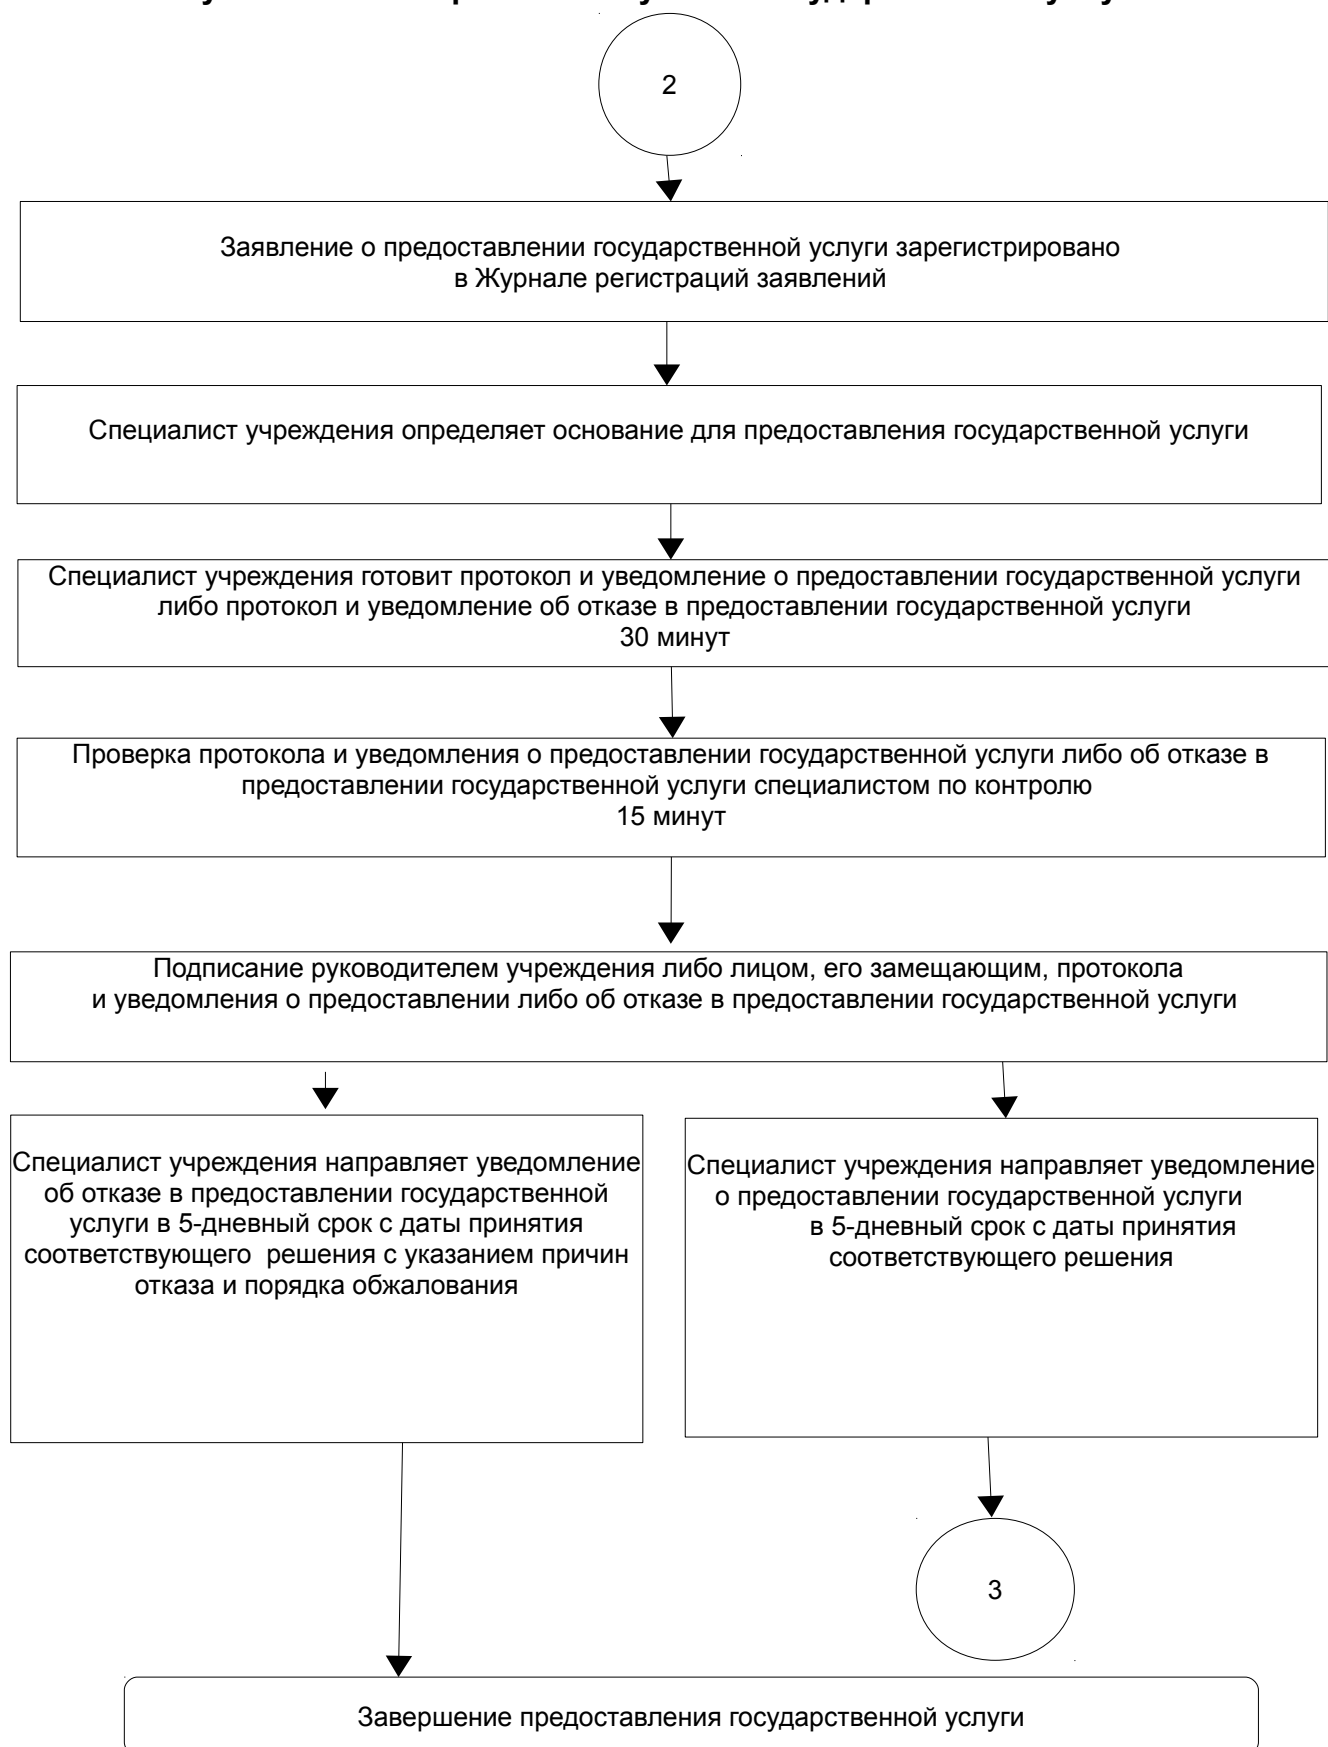 2
Заявление о предоставлении государственной услуги зарегистрировано
в Журнале регистраций заявлений
Специалист учреждения определяет основание для предоставления государственной услуги
Специалист учреждения готовит протокол и уведомление о предоставлении государственной услуги
либо протокол и уведомление об отказе в предоставлении государственной услуги
30 минут
Проверка протокола и уведомления о предоставлении государственной услуги либо об отказе в
предоставлении государственной услуги специалистом по контролю
15 минут
Подписание руководителем учреждения либо лицом, его замещающим, протокола
и уведомления о предоставлении либо об отказе в предоставлении государственной услуги
Специалист учреждения направляет уведомление
об отказе в предоставлении государственной
услуги в 5-дневный срок с даты принятия
соответствующего решения с указанием причин
отказа и порядка обжалования
Специалист учреждения направляет уведомление
о предоставлении государственной услуги
в 5-дневный срок с даты принятия
соответствующего решения
3
Завершение предоставления государственной услуги